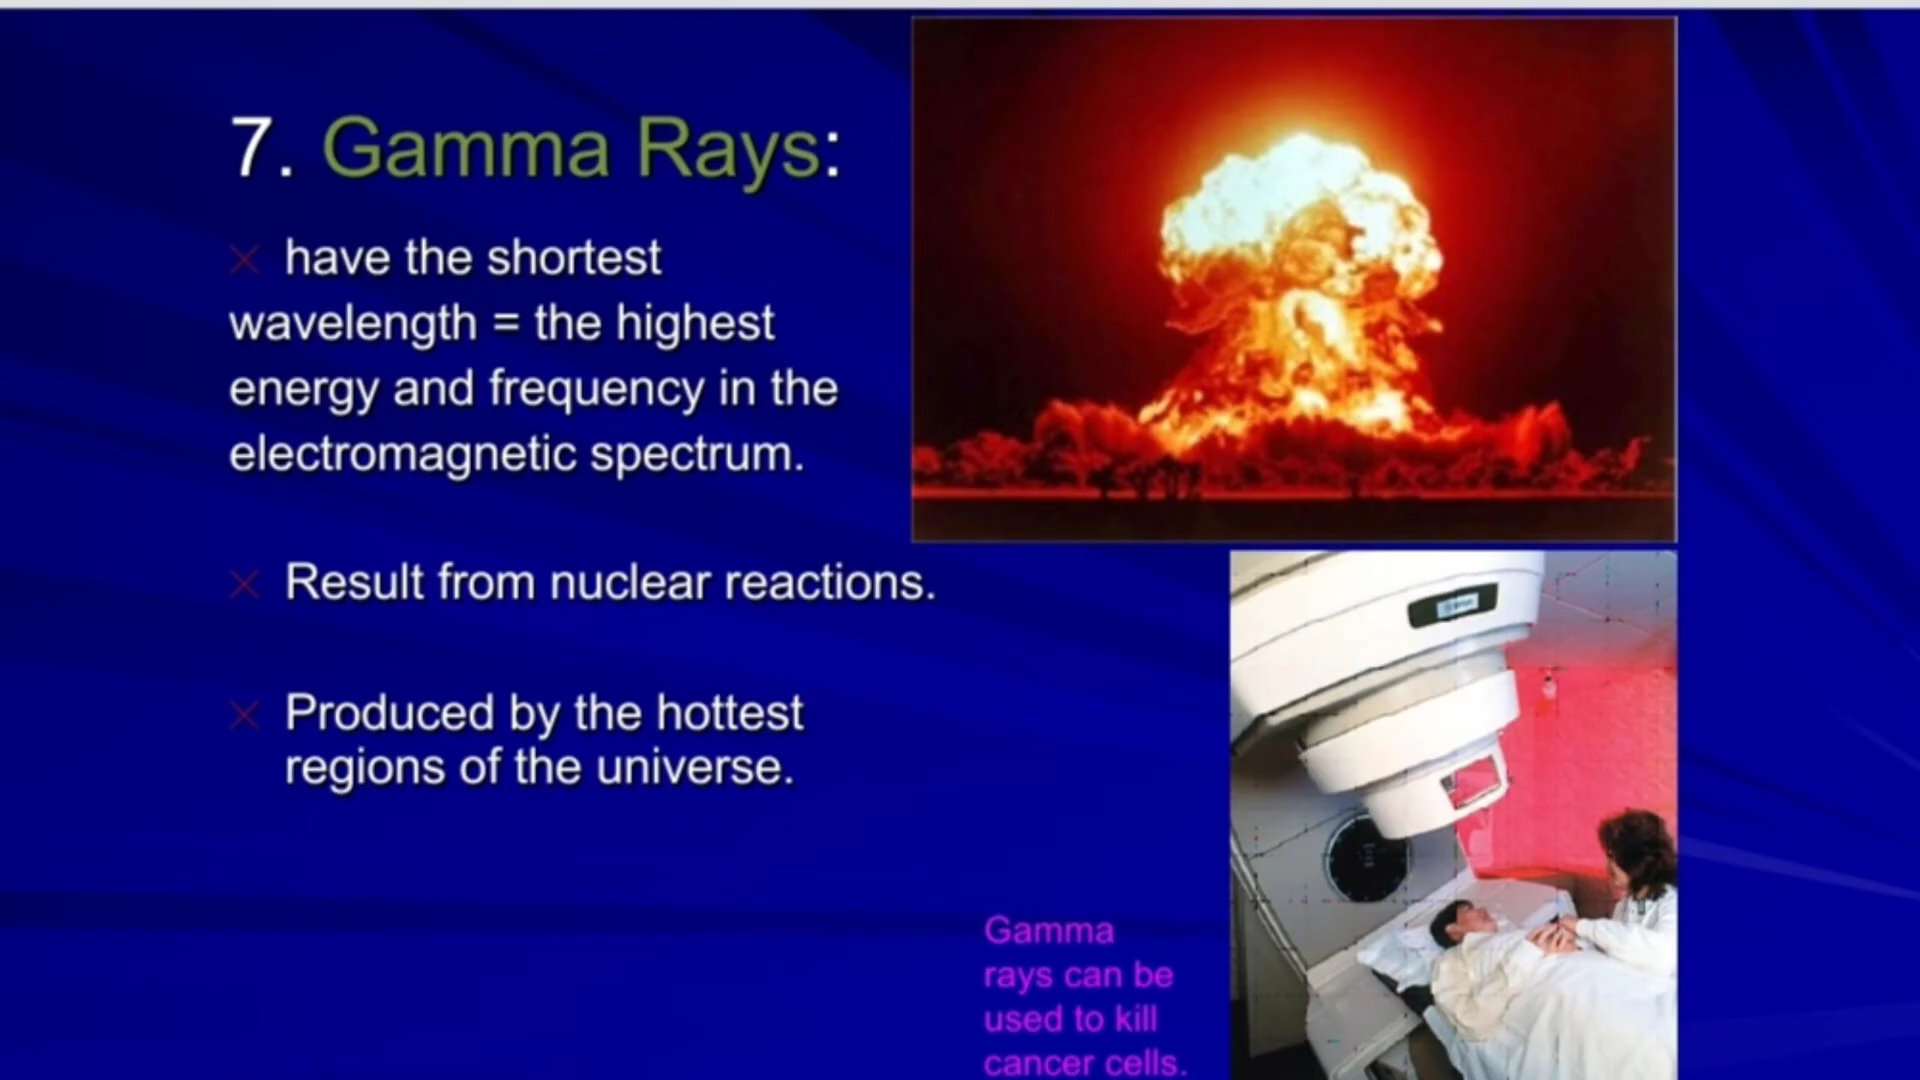 7. Gamma Rays:
have the shortest
wavelength = the highest
energy and frequency in the
electromagnetic spectrum.
Result from nuclear reactions.
Produced by the hottest
regions of the universe.
Gamma
rays can be
used to kill
cancer cells.